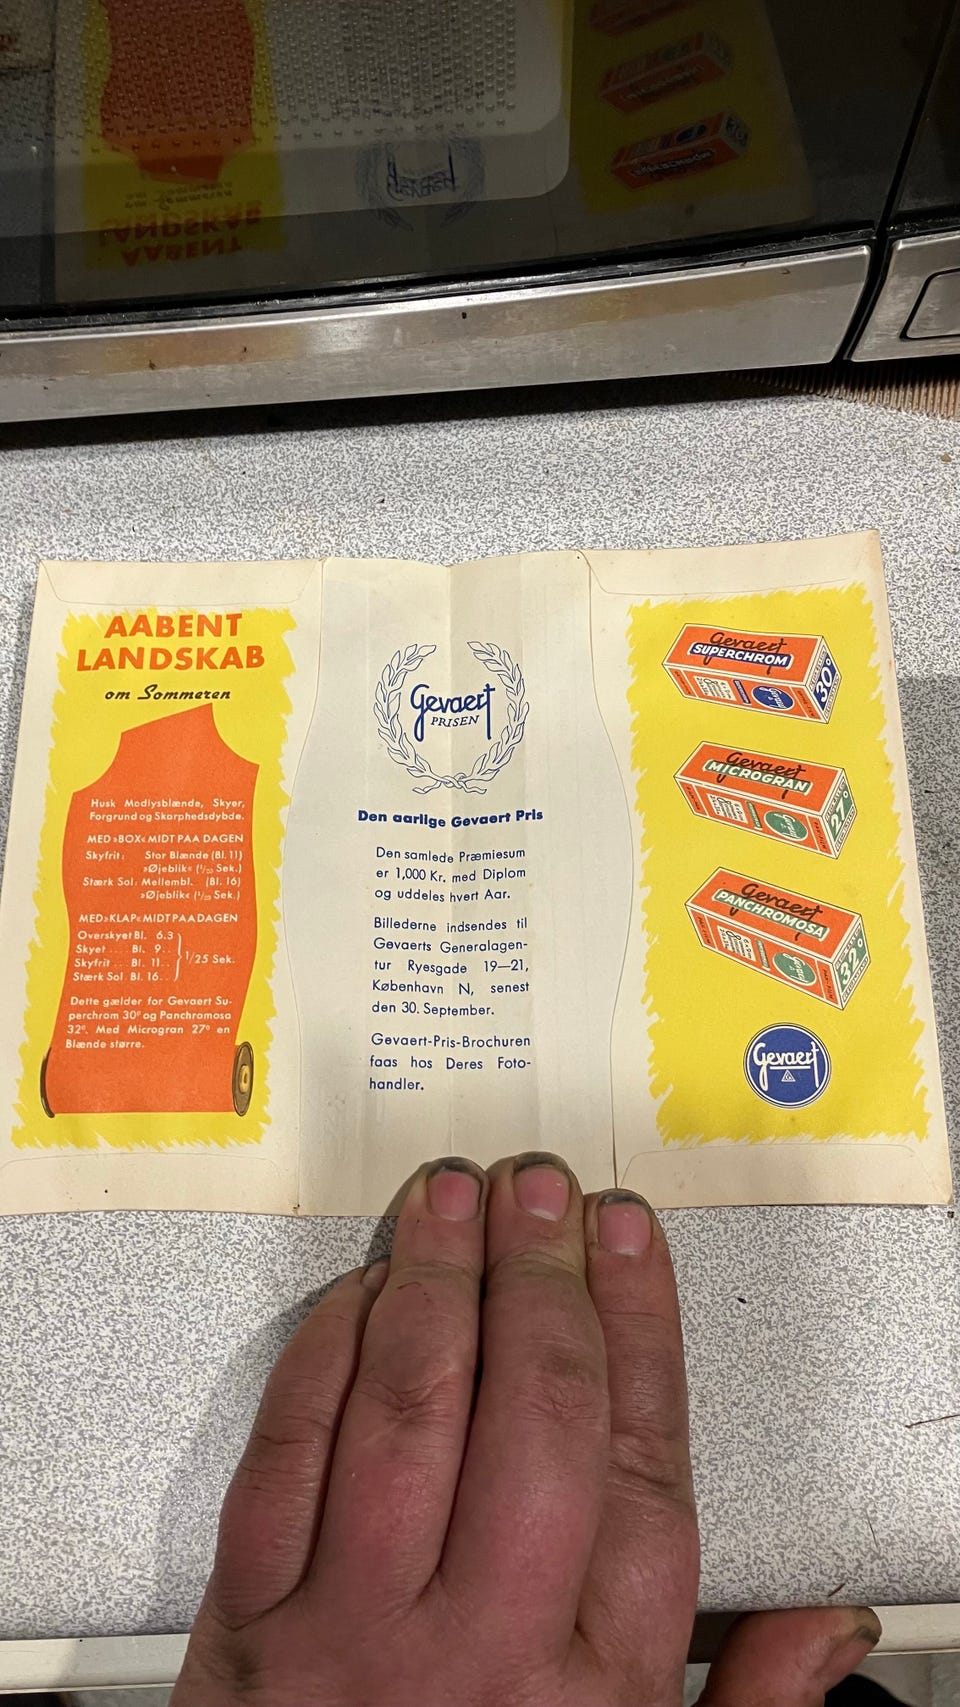 AABENT
LANDSKAB
om Sommeren
Husk Modlysblænde, Skyer,
Forgrund og Skarphedsdybde.
MED »BOX« MIDT PAA DAGEN
Skyfrit: Stor Blænde (Bl. 11)
»Øjeblik« (1/25 Sek.)
Stærk Sol: Mellembl. (Bl. 16)
»Øjeblik« (1/25 Sek.)
MED »KLAP« MIDT PAA DAGEN
Overskyet Bl. 6.3
Skyet ... Bl. 9 ..
Skyfrit .. Bl. 11 ..
Stærk Sol Bl. 16 ..
1/25 Sek.
Dette gælder for Gevaert Su-
perchrom 30° og Panchromosa
32°. Med Microgran 27° en
Blænde større.
Gevaert
PRISEN
Den aarlige Gevaert Pris
Den samlede Præmiesum
er 1,000 Kr. med Diplom
og uddeles hvert Aar.
Billederne indsendes til
Gevaerts Generalagen-
tur Ryesgade 19—21,
København N, senest
den 30. September.
Gevaert-Pris-Brochuren
faas hos Deres Foto-
handler.
Gevaert
SUPERCHROM
Gevaert
30°
Gevaert
MICROGRAN
Gevaert
27°
Gevaert
PANCHROMOSA
Gevaert
32°
Gevaert